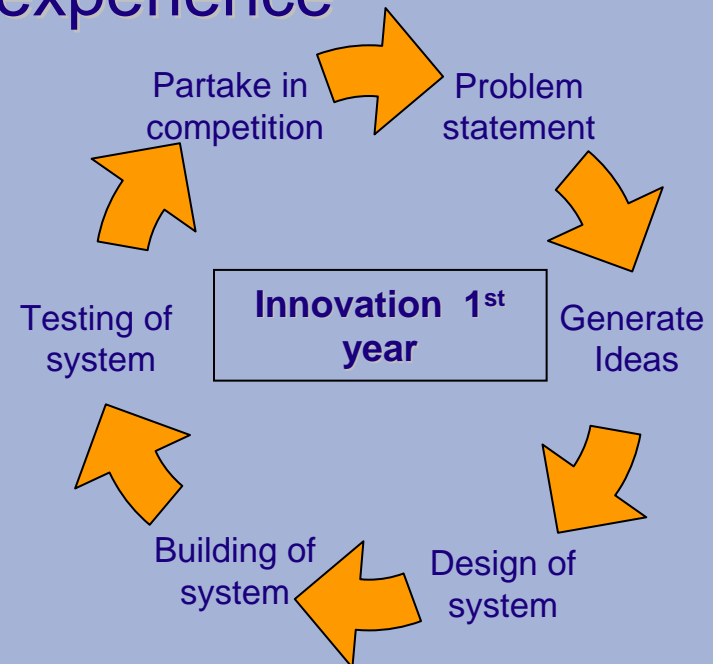 experience
Partake in
competition
Problem
statement
Generate
Ideas
Design of
system
Building of
system
Testing of
system
Innovation 1st
year